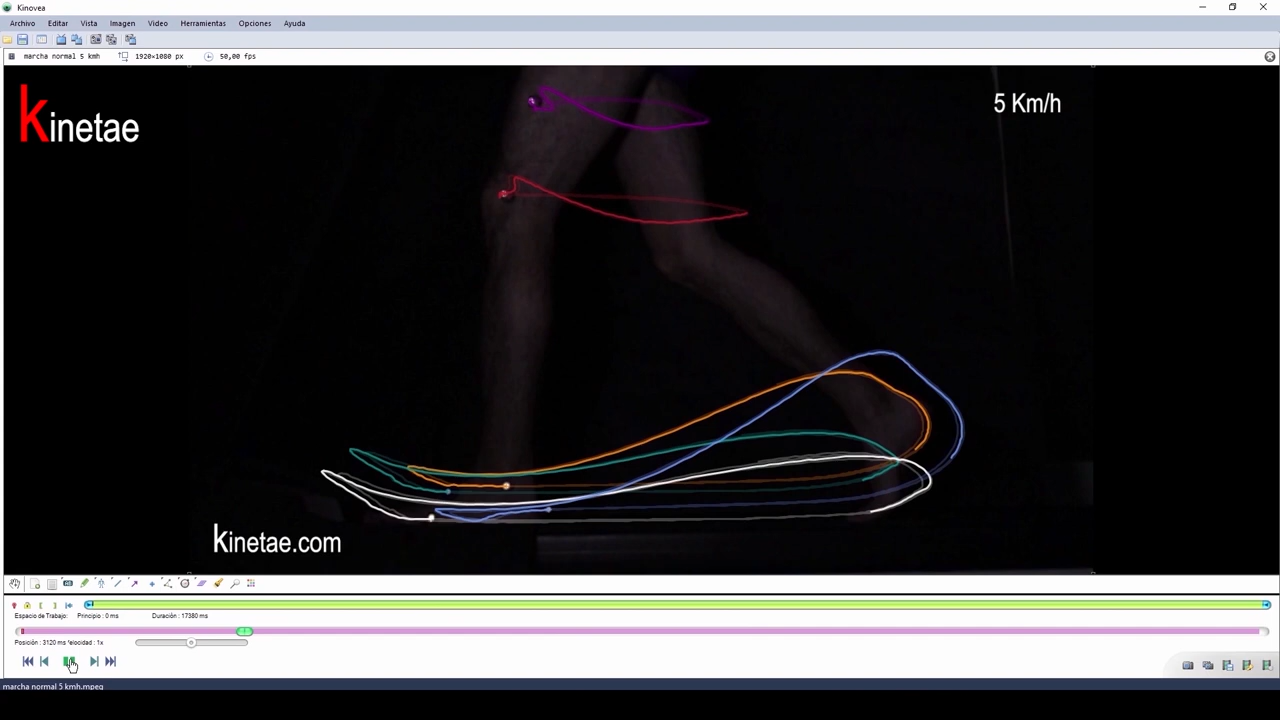 Kinovea
Archivo Editar Vista Imagen Video Herramientas Opciones Ayuda
marcha normal 5 kmh 1920×1080 px 50,00 fps
kinetae
5 Km/h
kinetae.com
Espacio de Trabajo: Principio : 0 ms Duración : 17380 ms
Posición : 3120 ms Velocidad : 1x
marcha normal 5 kmh.mpeg